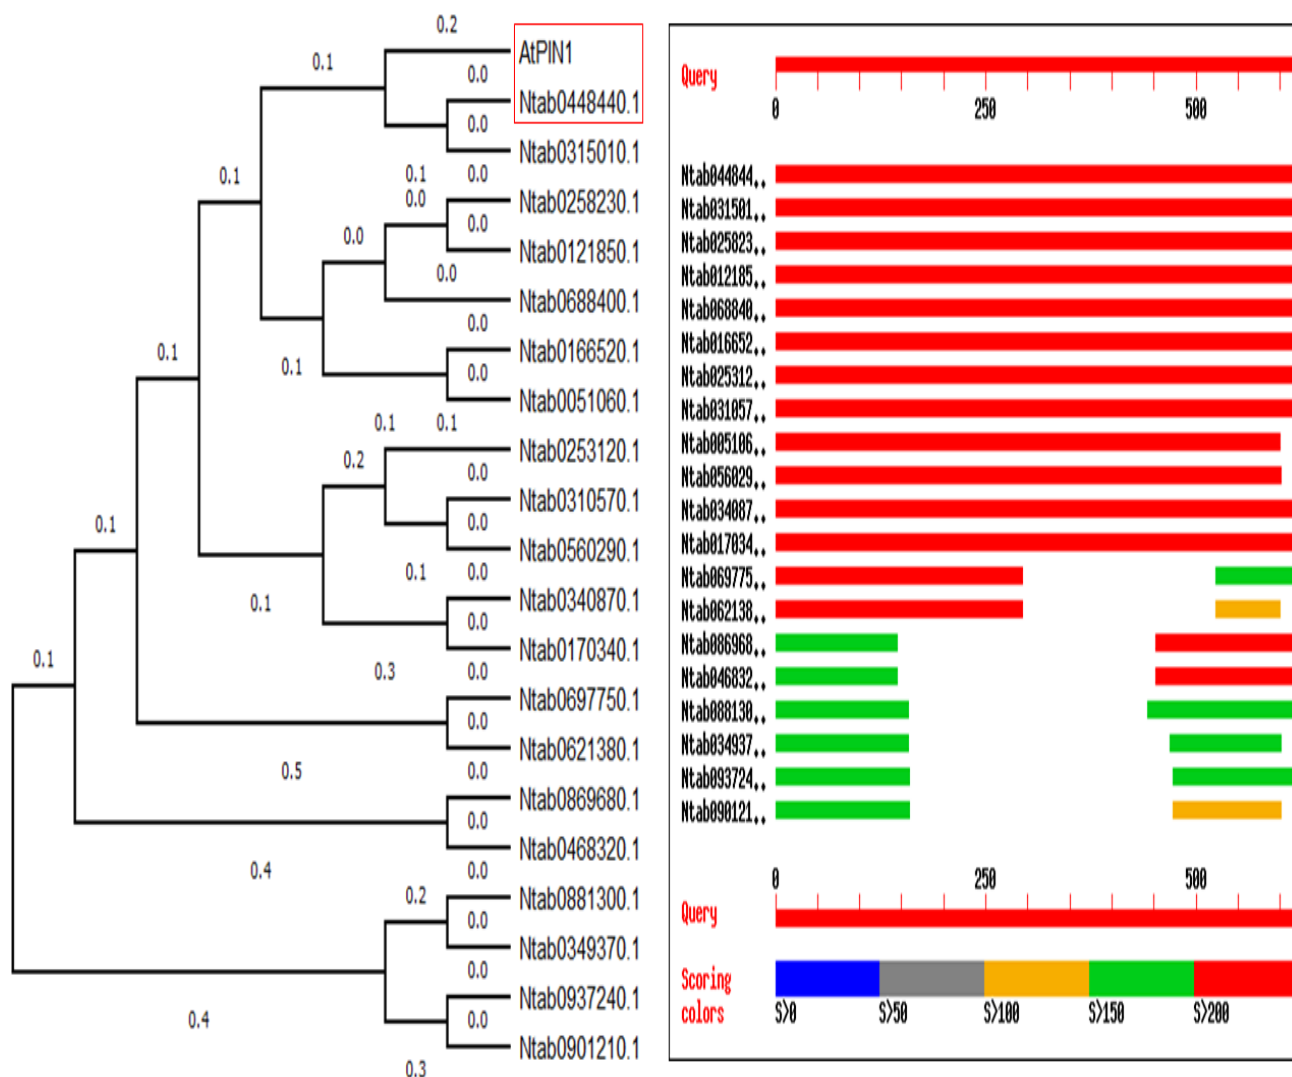 0.2
AtPIN1
0.1
0.0
Ntab0448440.1
0.0
Ntab0315010.1
0.1
0.1
0.0
0.0
Ntab0258230.1
0.0
0.0
Ntab0121850.1
0.0
Ntab0688400.1
0.0
0.1
Ntab0166520.1
0.1
0.0
Ntab0051060.1
0.1
0.1
Ntab0253120.1
0.2
0.0
Ntab0310570.1
0.1
0.0
Ntab0560290.1
0.1
0.0
Ntab0340870.1
0.1
0.0
Ntab0170340.1
0.1
0.3
0.0
Ntab0697750.1
0.0
Ntab0621380.1
0.5
0.0
Ntab0869680.1
0.0
Ntab0468320.1
0.4
0.0
Ntab0881300.1
0.2
0.0
Ntab0349370.1
0.0
Ntab0937240.1
0.4
0.0
Ntab0901210.1
0.3
Query
0 250 500
Ntab044844..
Ntab031501..
Ntab025823..
Ntab012185..
Ntab068840..
Ntab016652..
Ntab025312..
Ntab031057..
Ntab005106..
Ntab056029..
Ntab034087..
Ntab017034..
Ntab069775..
Ntab062138..
Ntab086968..
Ntab046832..
Ntab088130..
Ntab034937..
Ntab093724..
Ntab090121..
0 250 500
Query
Scoring
colors
S>0 S>50 S>100 S>150 S>200